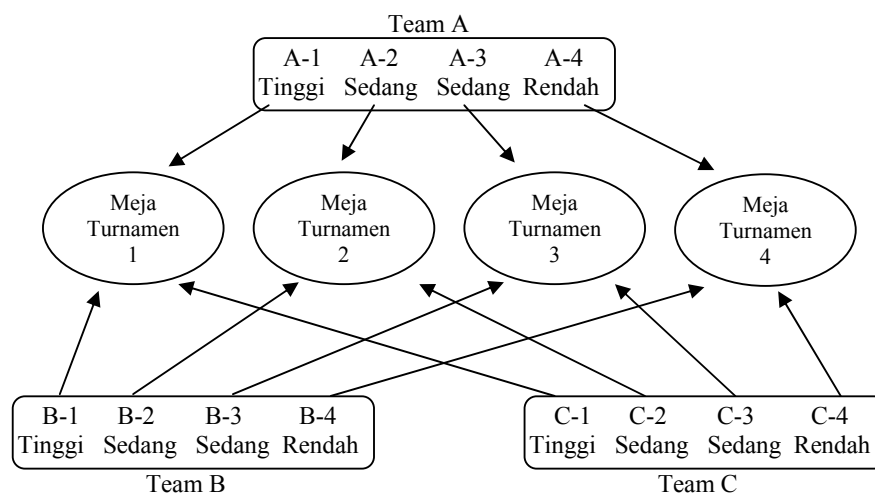 Team A
A-1 A-2 A-3 A-4
Tinggi Sedang Sedang Rendah
Meja Turnamen 1
Meja Turnamen 2
Meja Turnamen 3
Meja Turnamen 4
B-1 B-2 B-3 B-4
Tinggi Sedang Sedang Rendah
Team B
C-1 C-2 C-3 C-4
Tinggi Sedang Sedang Rendah
Team C